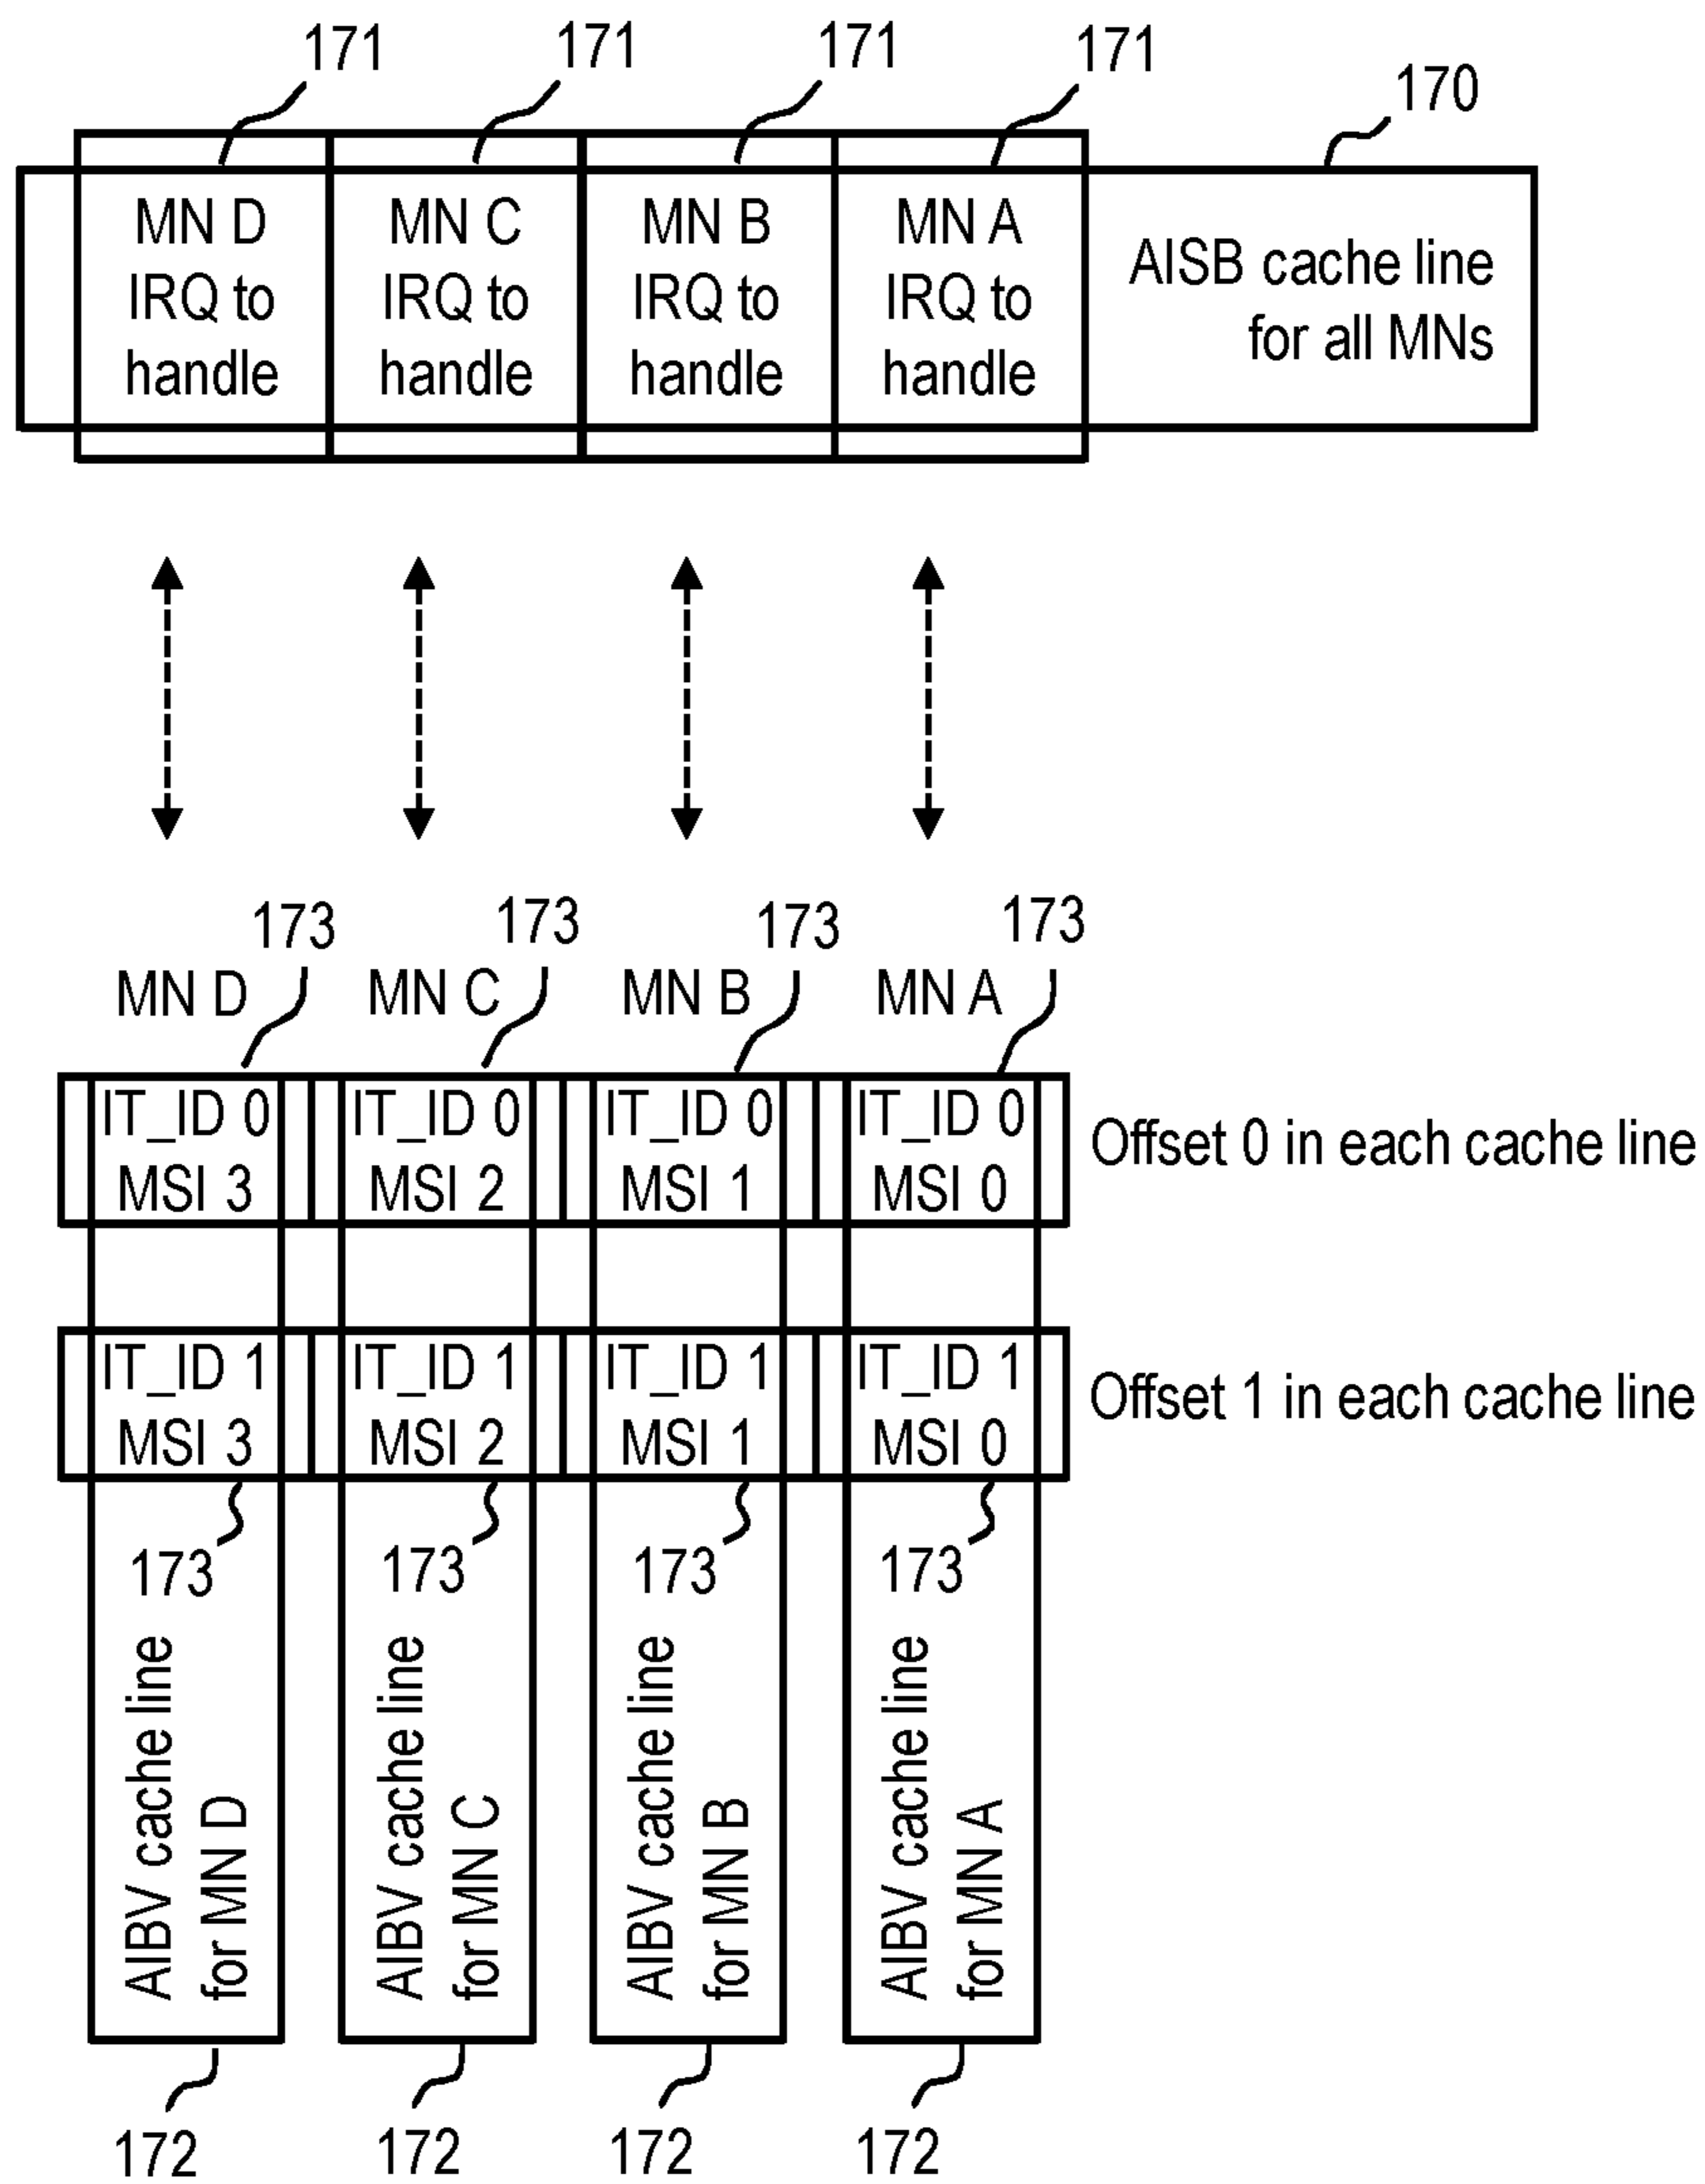 171 171 171 171
170
MN D MN C MN B MN A
IRQ to IRQ to IRQ to IRQ to
handle handle handle handle
AISB cache line
for all MNs
173 173 173 173
MN D MN C MN B MN A
IT_ID 0 IT_ID 0 IT_ID 0 IT_ID 0
MSI 3 MSI 2 MSI 1 MSI 0
Offset 0 in each cache line
IT_ID 1 IT_ID 1 IT_ID 1 IT_ID 1
MSI 3 MSI 2 MSI 1 MSI 0
Offset 1 in each cache line
173 173 173 173
AIBV cache line
for MN D
AIBV cache line
for MN C
AIBV cache line
for MN B
AIBV cache line
for MN A
172 172 172 172